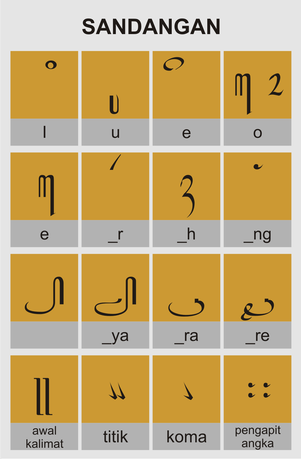 SANDANGAN
ꦶ ꦸ ꦼ ꦺ ꦴ
I u e o
ꦺ ꦂ ꦃ ꦁ
e _r _h _ng
꧀ ꦾ ꦿ ꦽ
_ya _ra _re
꧋ ꧉ ꧈ ꧇
awal kalimat titik koma pengapit angka